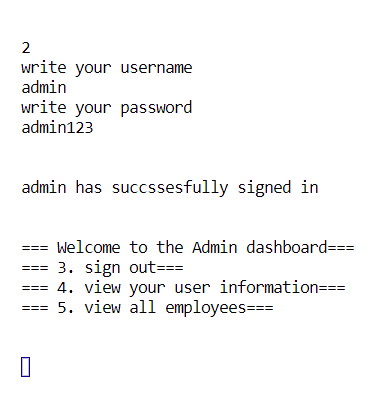 2
write your username
admin
write your password
admin123
admin has succssesfully signed in
=== Welcome to the Admin dashboard===
=== 3. sign out===
=== 4. view your user information===
=== 5. view all employees===